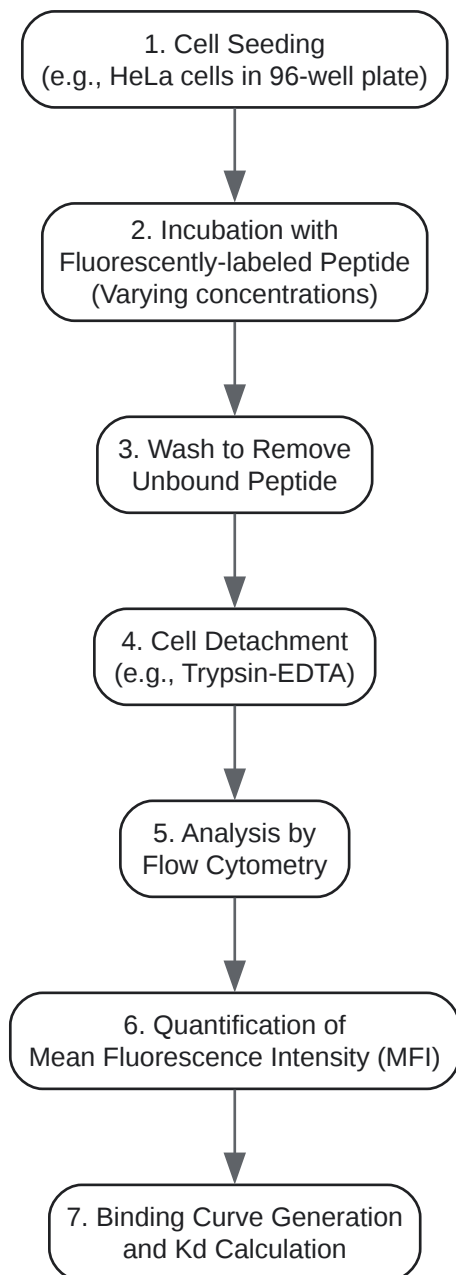 1. Cell Seeding
(e.g., HeLa cells in 96-well plate)
2. Incubation with
Fluorescently-labeled Peptide
(Varying concentrations)
3. Wash to Remove
Unbound Peptide
4. Cell Detachment
(e.g., Trypsin-EDTA)
5. Analysis by
Flow Cytometry
6. Quantification of
Mean Fluorescence Intensity (MFI)
7. Binding Curve Generation
and Kd Calculation